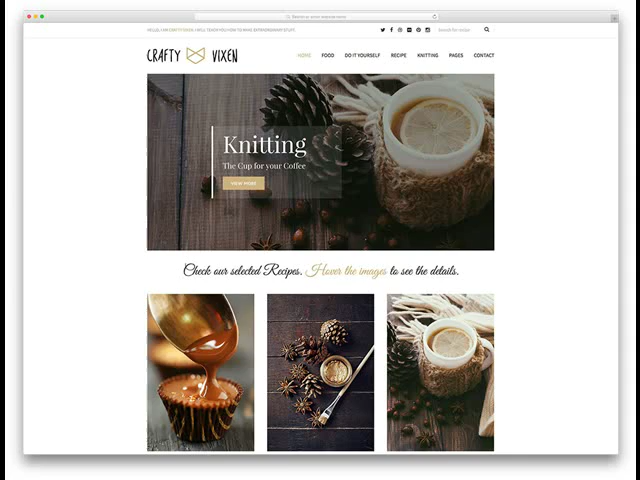 HELLO, I AM CRAFTY VIXEN. I WILL TEACH YOU HOW TO MAKE EXTRAORDINARY STUFF.
Search for recipe
CRAFTY VIXEN
HOME FOOD DO IT YOURSELF RECIPE KNITTING PAGES CONTACT
Knitting
The Cup for your Coffee
VIEW MORE
Check our selected Recipes. Hover the images to see the details.